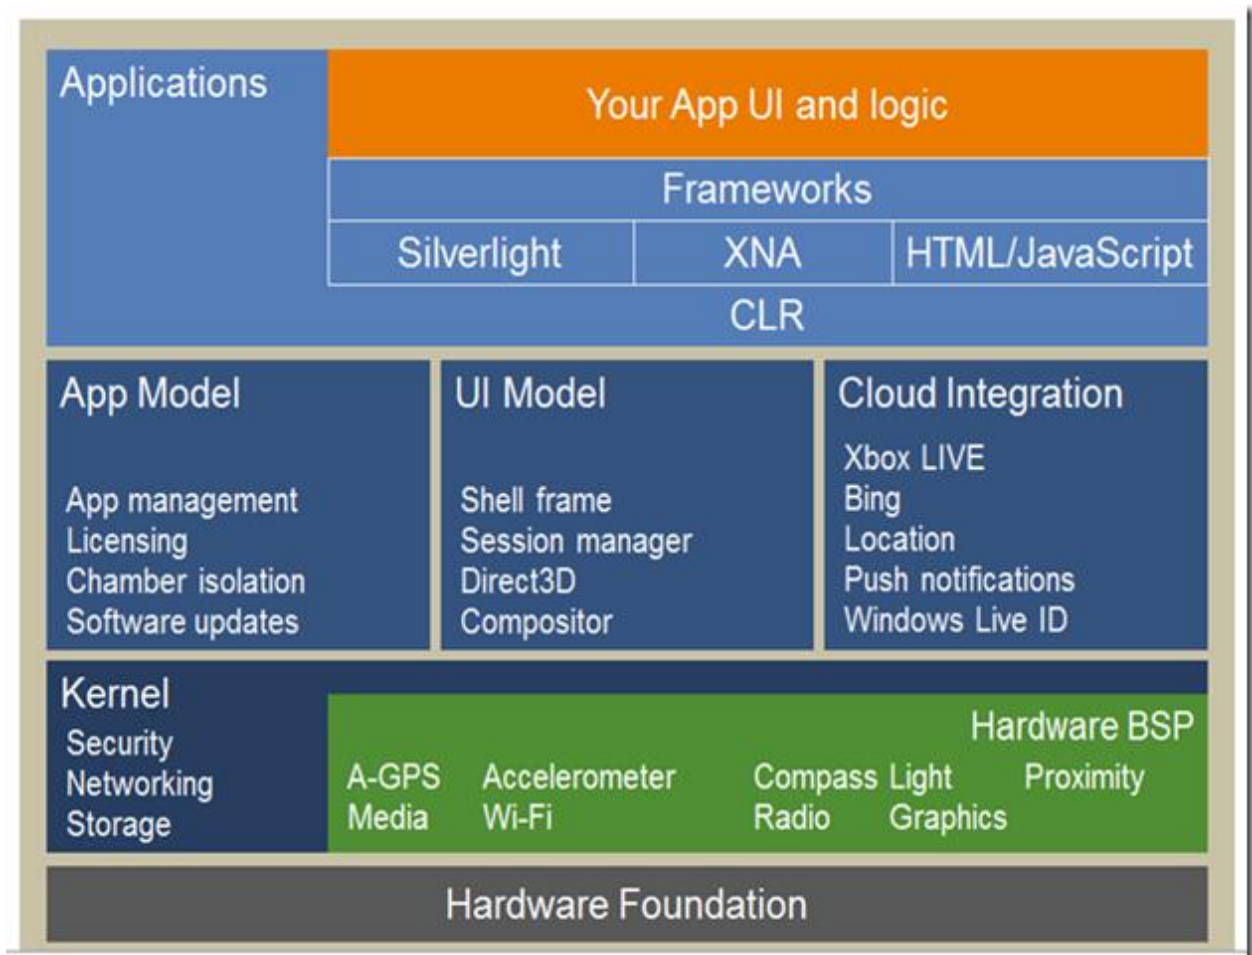 Applications
Your App UI and logic
Frameworks
Silverlight
XNA
HTML/JavaScript
CLR
App Model
App management
Licensing
Chamber isolation
Software updates
UI Model
Shell frame
Session manager
Direct3D
Compositor
Cloud Integration
Xbox LIVE
Bing
Location
Push notifications
Windows Live ID
Kernel
Security
Networking
Storage
Hardware BSP
A-GPS Accelerometer Compass Light Proximity
Media Wi-Fi Radio Graphics
Hardware Foundation